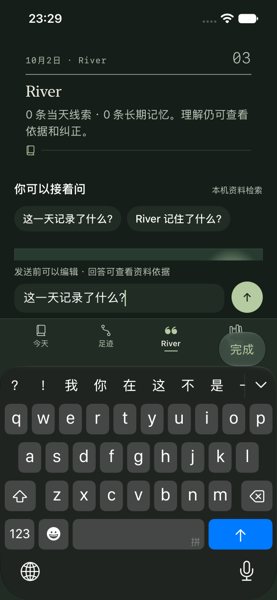 23:29
10月2日 · River
03
River
0 条当天线索 · 0 条长期记忆。理解仍可查看
依据和纠正。
你可以接着问
本机资料检索
这一天记录了什么?
River 记住了什么?
发送前可以编辑 · 回答可查看资料依据
这一天记录了什么?
今天
足迹
River
完成
? ! 我 你 在 这 不 是 一
q w e r t y u i o p
a s d f g h j k l
z x c v b n m
123
拼